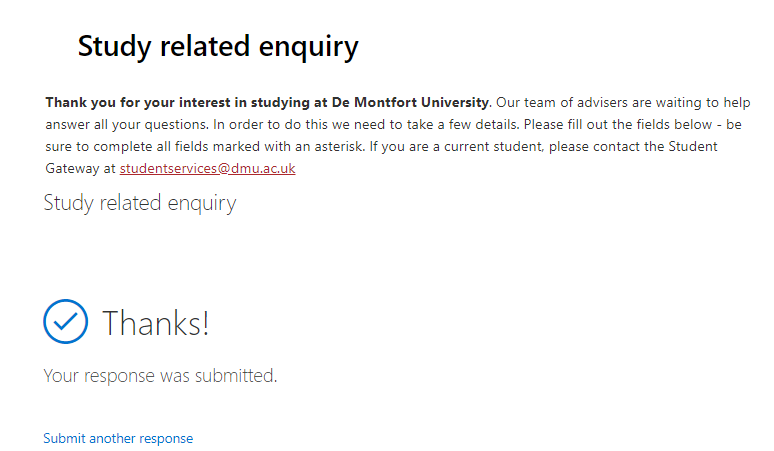 Study related enquiry
Thank you for your interest in studying at De Montfort University. Our team of advisers are waiting to help
answer all your questions. In order to do this we need to take a few details. Please fill out the fields below - be
sure to complete all fields marked with an asterisk. If you are a current student, please contact the Student
Gateway at studentservices@dmu.ac.uk
Study related enquiry
Thanks!
Your response was submitted.
Submit another response